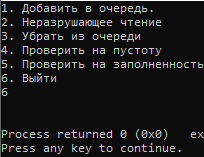 1. Добавить в очередь.
2. Неразрушающее чтение
3. Убрать из очереди
4. Проверить на пустоту
5. Проверить на заполненность
6. Выйти
6
Process returned 0 (0x0)   ex
Press any key to continue.